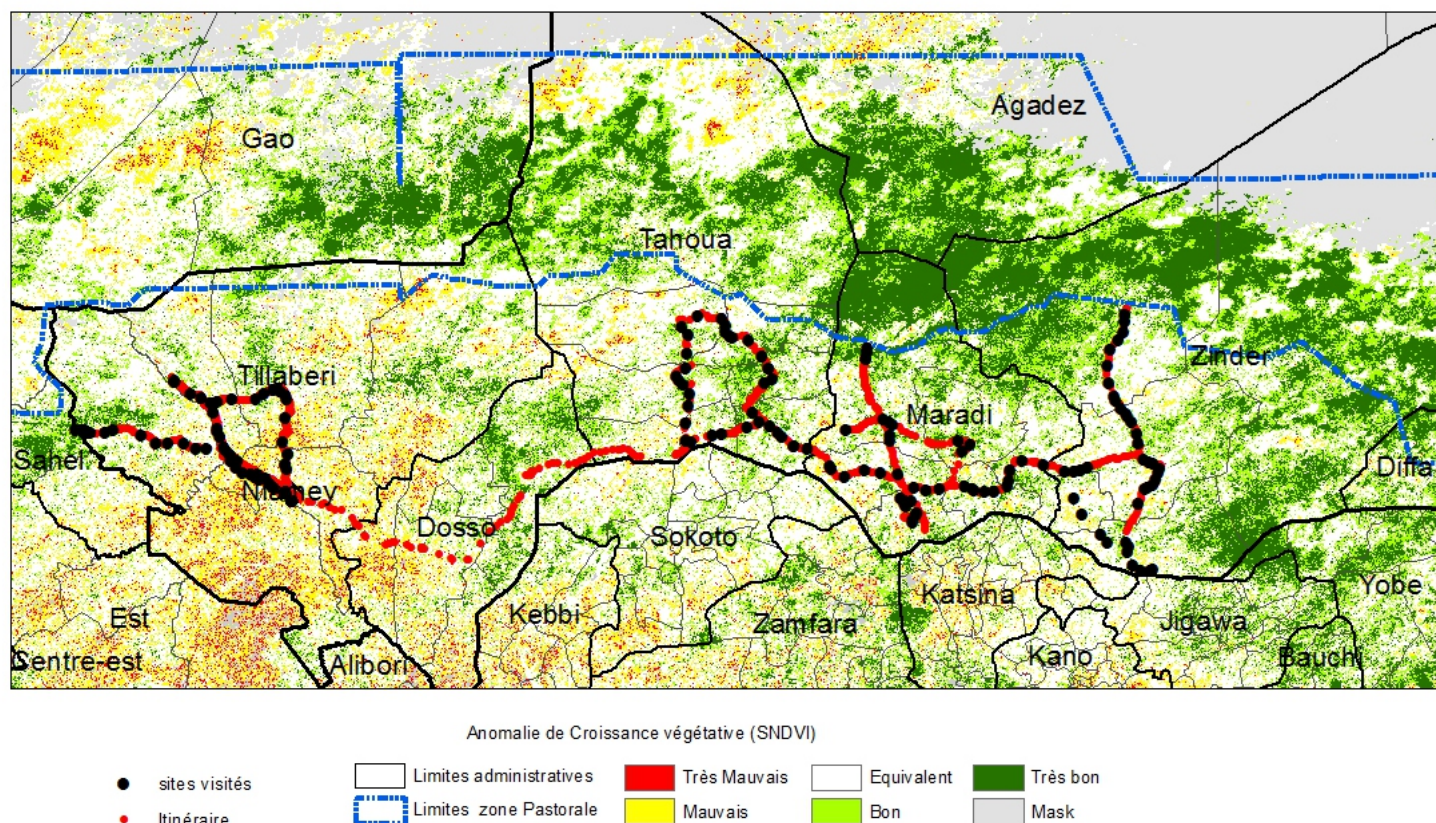 Agadez
Gao
Tahoua
Zinder
Tillaberi
Maradi
Sahel
Diffa
Niamey
Dosso
Sokoto
Katsina
Yobe
Est
Kebbi
Zamfara
Jigawa
Centre-est
Alibori
Kano
Bauchi
Anomalie de Croissance végétative (SNDVI)
sites visités
Limites administratives
Très Mauvais
Equivalent
Très bon
Itinéraire
Limites zone Pastorale
Mauvais
Bon
Mask